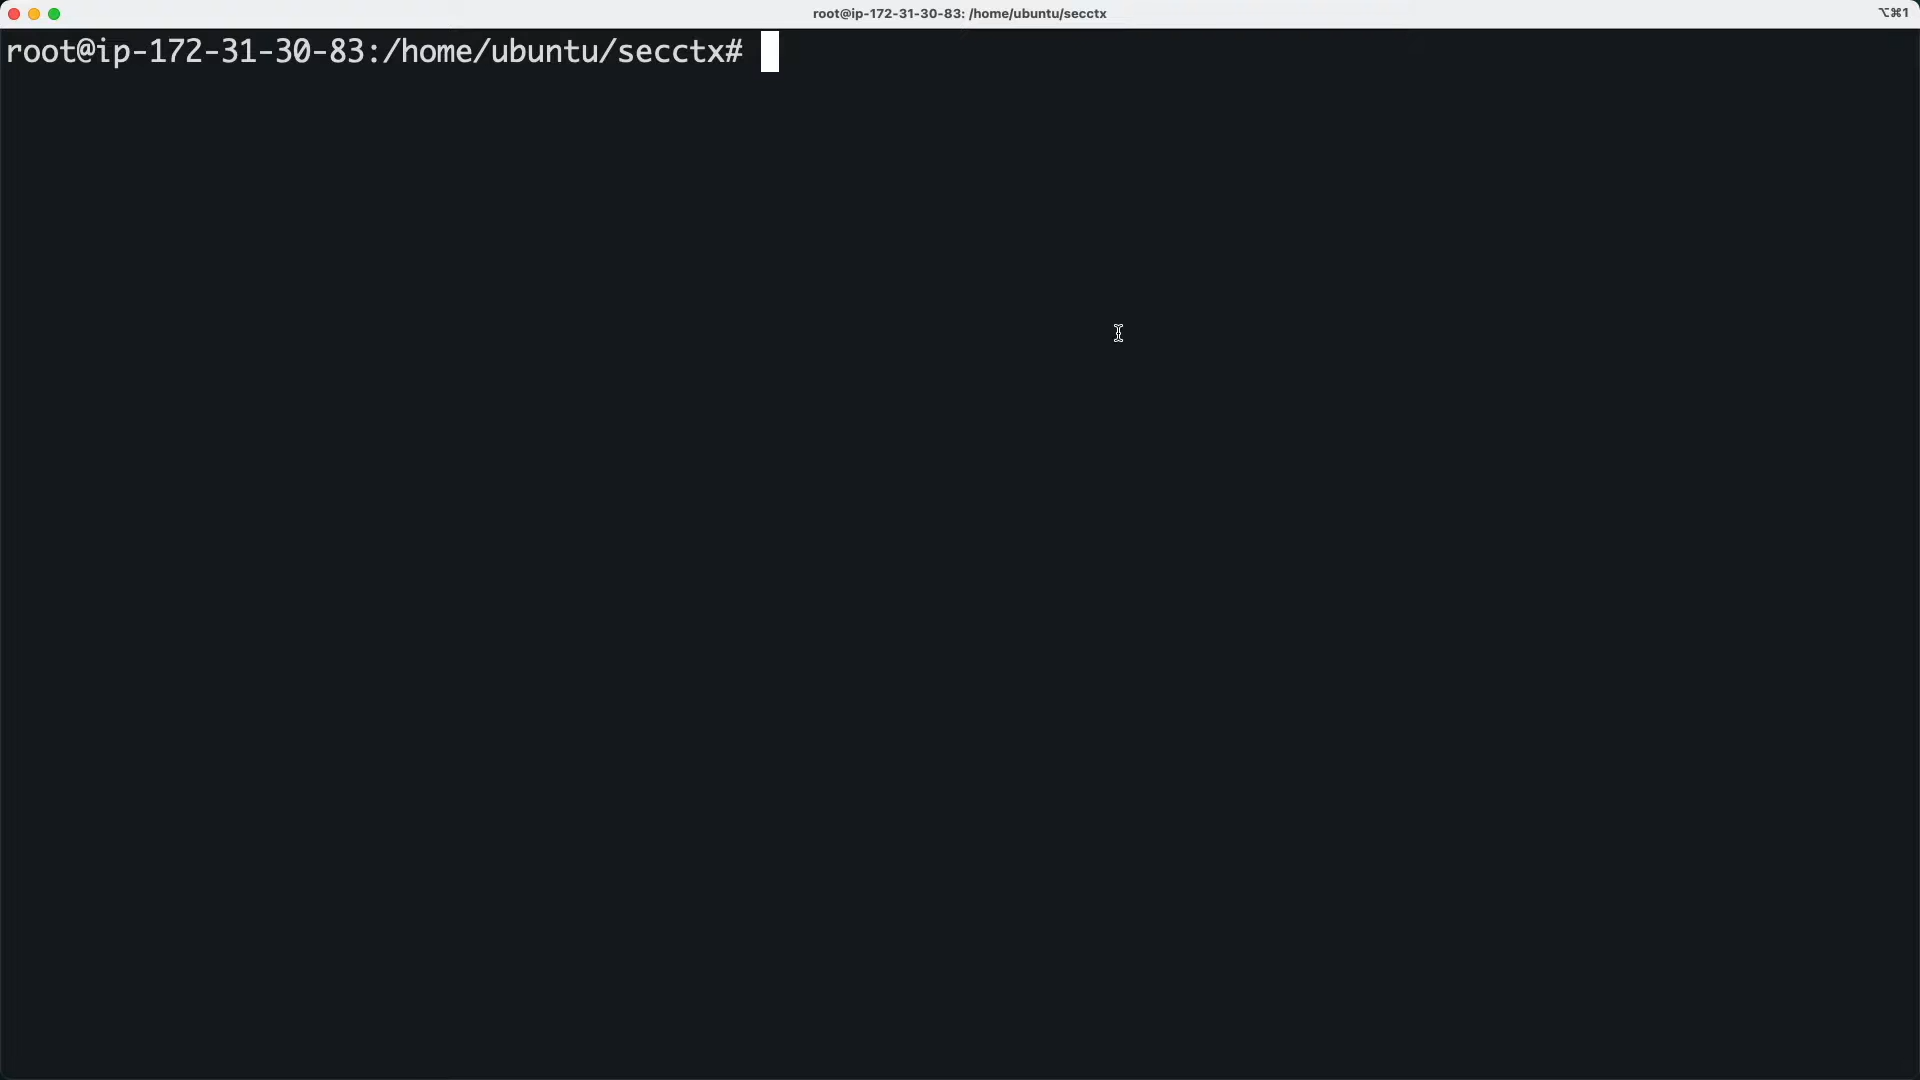 root@ip-172-31-30-83: /home/ubuntu/secctx
⌥⌘1
root@ip-172-31-30-83:/home/ubuntu/secctx#